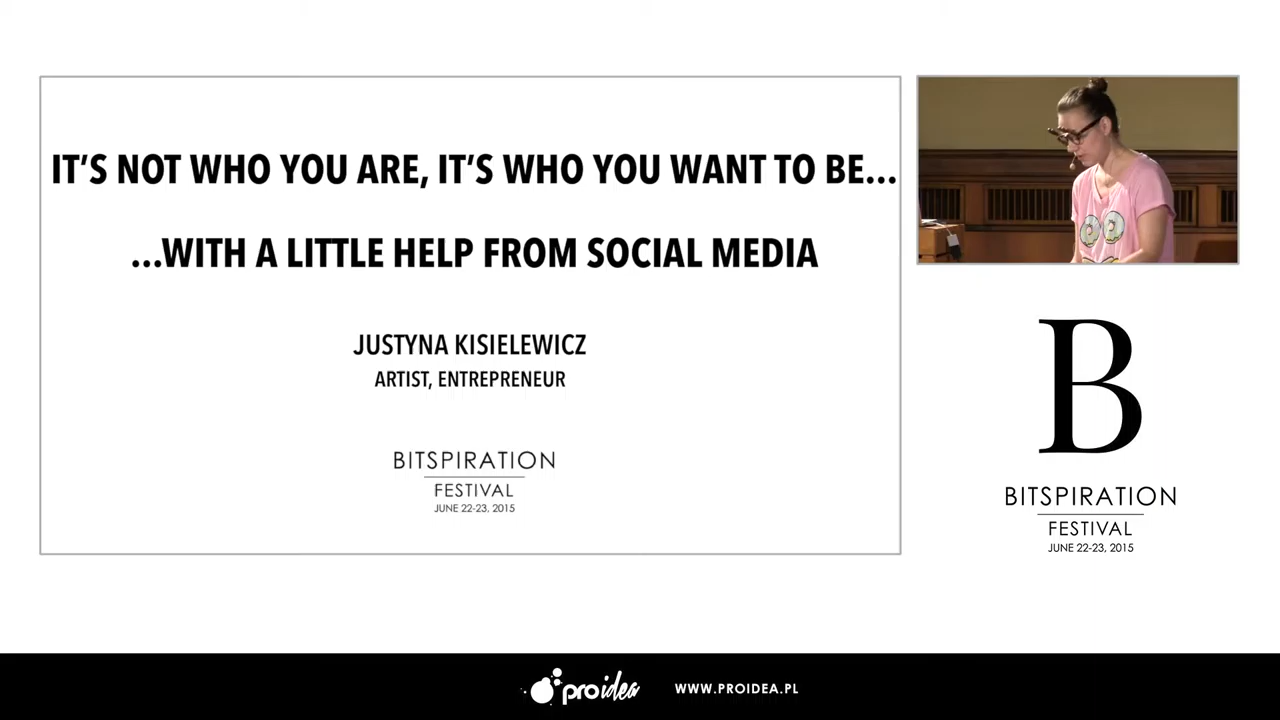 IT'S NOT WHO YOU ARE, IT'S WHO YOU WANT TO BE...
...WITH A LITTLE HELP FROM SOCIAL MEDIA
JUSTYNA KISIELEWICZ
ARTIST, ENTREPRENEUR
BITSPIRATION
FESTIVAL
JUNE 22-23, 2015
B
BITSPIRATION
FESTIVAL
JUNE 22-23, 2015
proidea
WWW.PROIDEA.PL